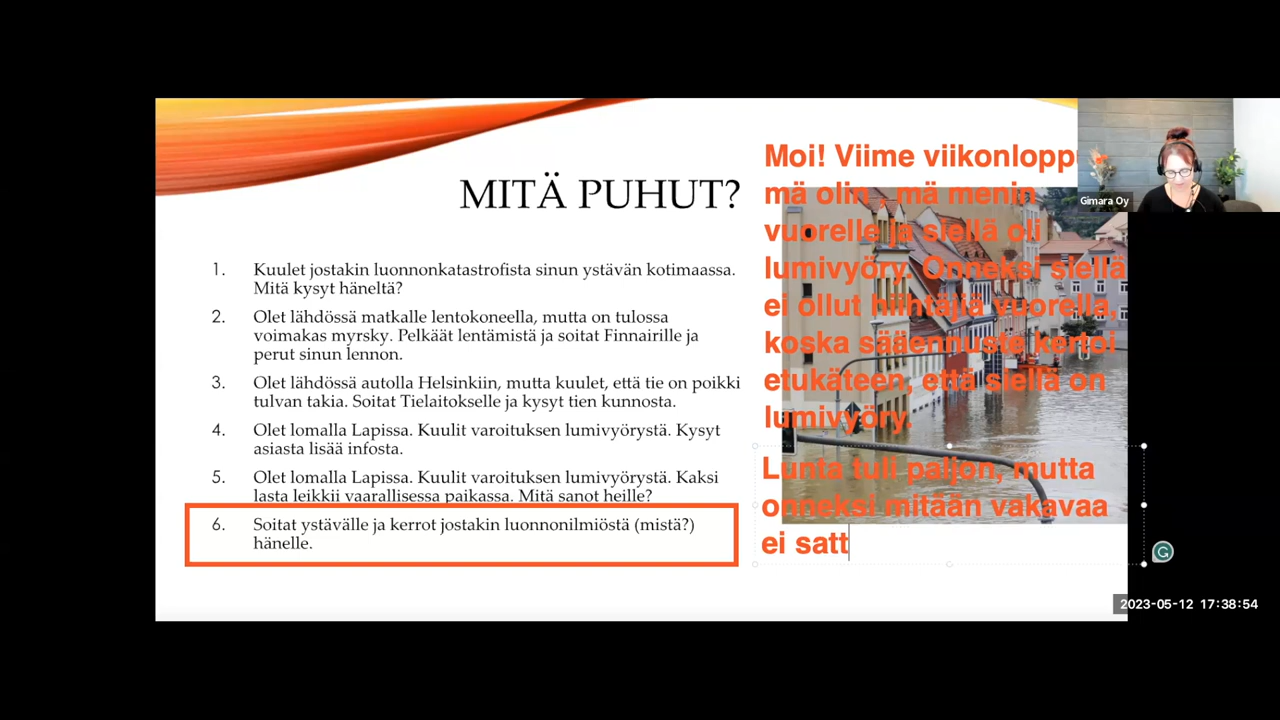 MITÄ PUHUT?
1. Kuulet jostakin luonnonkatastrofista sinun ystävän kotimaassa.
Mitä kysyt häneltä?
2. Olet lähdössä matkalle lentokoneella, mutta on tulossa
voimakas myrsky. Pelkäät lentämistä ja soitat Finnairille ja
perut sinun lennon.
3. Olet lähdössä autolla Helsinkiin, mutta kuulet, että tie on poikki
tulvan takia. Soitat Tielaitokselle ja kysyt tien kunnosta.
4. Olet lomalla Lapissa. Kuulit varoituksen lumivyörystä. Kysyt
asiasta lisää infosta.
5. Olet lomalla Lapissa. Kuulit varoituksen lumivyörystä. Kaksi
lasta leikkii vaarallisessa paikassa. Mitä sanot heille?
6. Soitat ystävälle ja kerrot jostakin luonnonilmiöstä (mistä?)
hänelle.
Moi! Viime viikonlopp
mä olin , mä menin
vuorelle ja siellä oli
lumivyöry. Onneksi siellä
ei ollut hiihtäjiä vuorella,
koska sääennuste kertoi
etukäteen, että siellä on
lumivyöry.
Lunta tuli paljon, mutta
onneksi mitään vakavaa
ei satt
Gimara Oy
2023-05-12 17:38:54